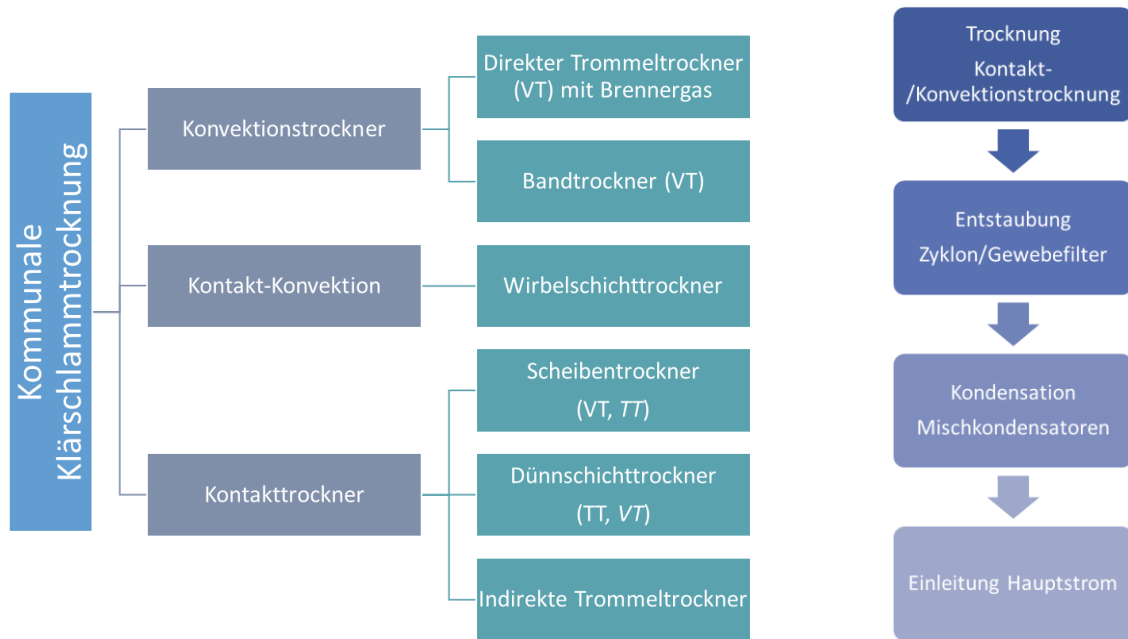 Kommunale
Klärschlammtrocknung
Konvektionstrockner
Direkter Trommeltrockner
(VT) mit Brennergas
Bandtrockner (VT)
Kontakt-Konvektion
Wirbelschichttrockner
Kontakttrockner
Scheibentrockner
(VT, TT)
Dünnschichttrockner
(TT, VT)
Indirekte Trommeltrockner
Trocknung
Kontakt-
/Konvektionstrocknung
Entstaubung
Zyklon/Gewebefilter
Kondensation
Mischkondensatoren
Einleitung Hauptstrom